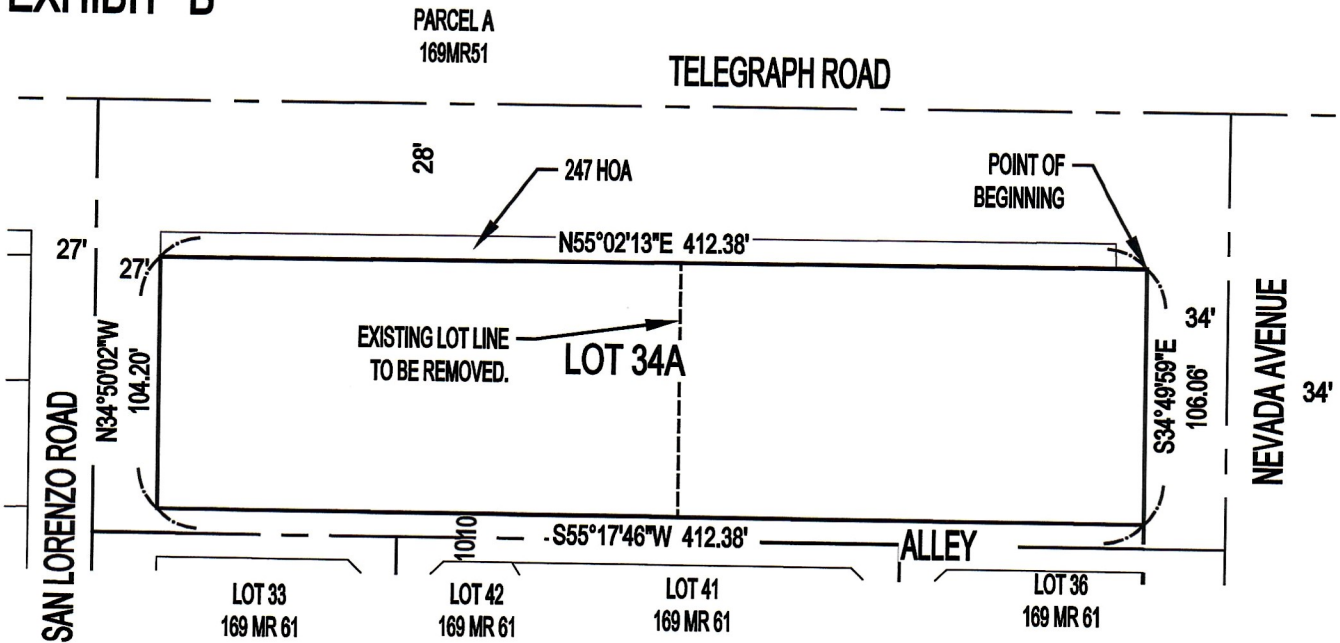 EXHIBIT "B"
PARCEL A
169MR51
TELEGRAPH ROAD
28'
247 HOA
POINT OF
BEGINNING
27'
27'
N55°02'13"E 412.38'
N34°50'02"W
104.20'
EXISTING LOT LINE
TO BE REMOVED.
LOT 34A
34'
S34°49'59"E
106.06'
34'
NEVADA AVENUE
SAN LORENZO ROAD
10
10
S55°17'46"W 412.38'
ALLEY
LOT 33
169 MR 61
LOT 42
169 MR 61
LOT 41
169 MR 61
LOT 36
169 MR 61